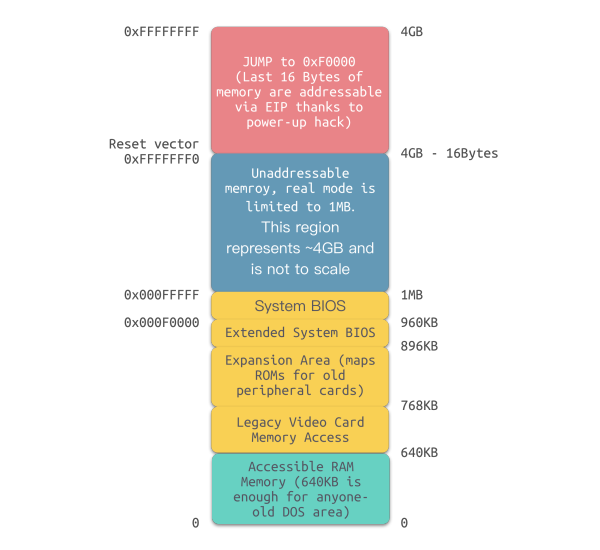 0xFFFFFFFF
4GB
JUMP to 0xF0000
(Last 16 Bytes of
memory are addressable
via EIP thanks to
power-up hack)
Reset vector
0xFFFFFFF0
4GB - 16Bytes
Unaddressable
memroy, real mode is
limited to 1MB.
This region
represents ~4GB and
is not to scale
0x000FFFFF
1MB
System BIOS
0x000F0000
960KB
Extended System BIOS
896KB
Expansion Area (maps
ROMs for old
peripheral cards)
768KB
Legacy Video Card
Memory Access
640KB
Accessible RAM
Memory (640KB is
enough for anyone-
old DOS area)
0
0